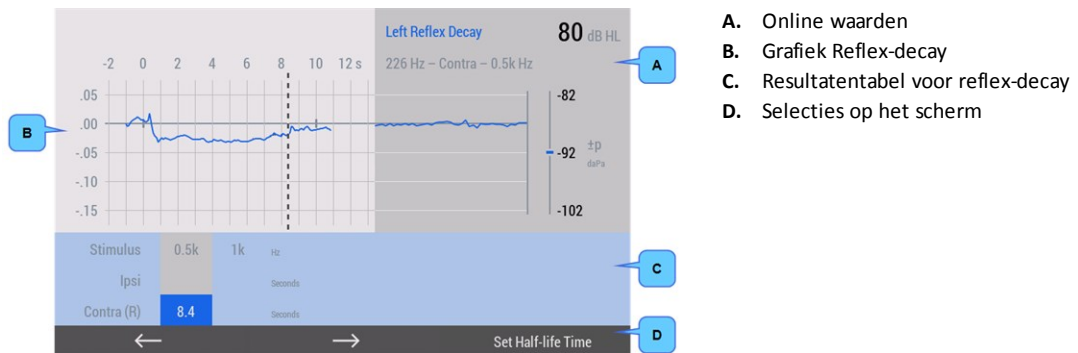 Left Reflex Decay 80 dB HL
-2 0 2 4 6 8 10 12 s 226 Hz – Contra – 0.5k Hz
A
.05
.00
-.05
-.10
-.15
B
-82
-92 ±p
daPa
-102
Stimulus 0.5k 1k Hz
Ipsi Seconds
Contra (R) 8.4 Seconds
C
← → Set Half-life Time
D
A. Online waarden
B. Grafiek Reflex-decay
C. Resultatentabel voor reflex-decay
D. Selecties op het scherm